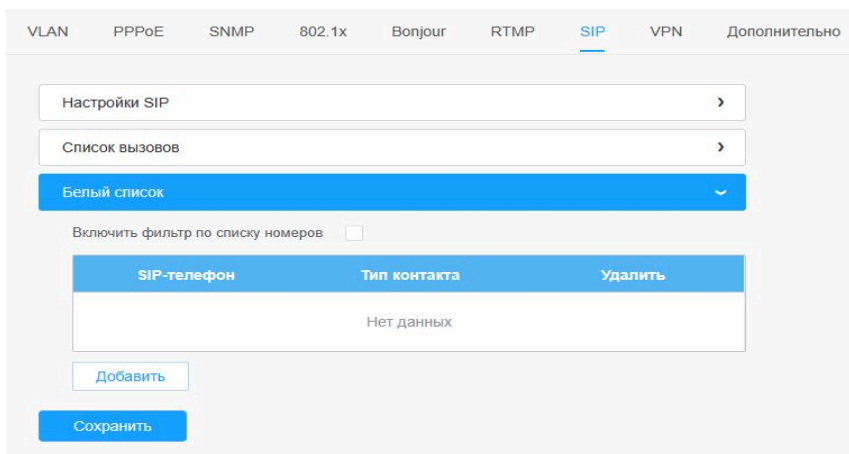 VLAN PPPoE SNMP 802.1x Bonjour RTMP SIP VPN Дополнительно
Настройки SIP
Список вызовов
Белый список
Включить фильтр по списку номеров
SIP-телефон Тип контакта Удалить
Нет данных
Добавить
Сохранить